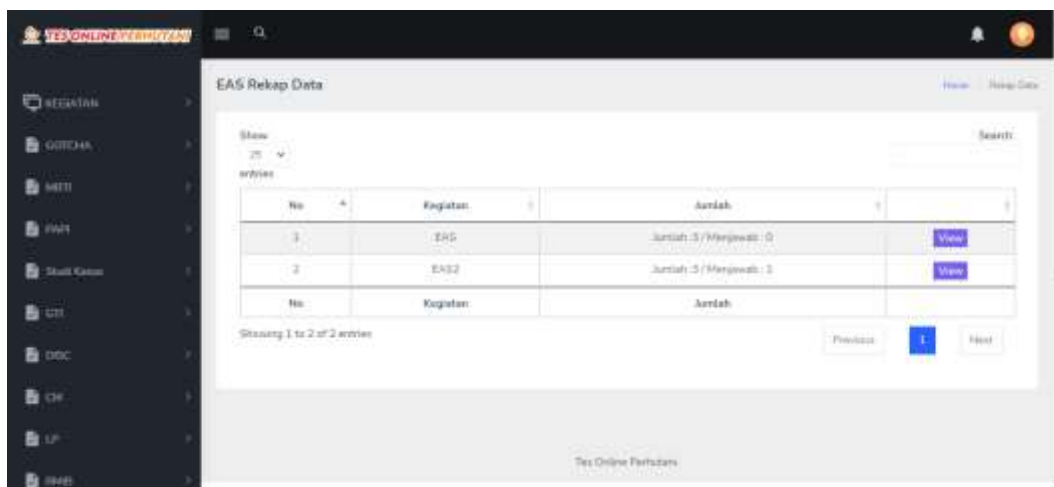 TES ONLINE PERHUTANI
EAS Rekap Data
Home / Rekap Data
KEGIATAN
GOTCHA
PAPI
Studi Kasus
GTI
DISC
LP
RMIB
Show
25
entries
Search:
No Kegiatan Jumlah
1 EAS Jumlah :5 / Menjawab : 0 View
2 EAS2 Jumlah :5 / Menjawab : 1 View
No Kegiatan Jumlah
Showing 1 to 2 of 2 entries
Previous 1 Next
Tes Online Perhutani